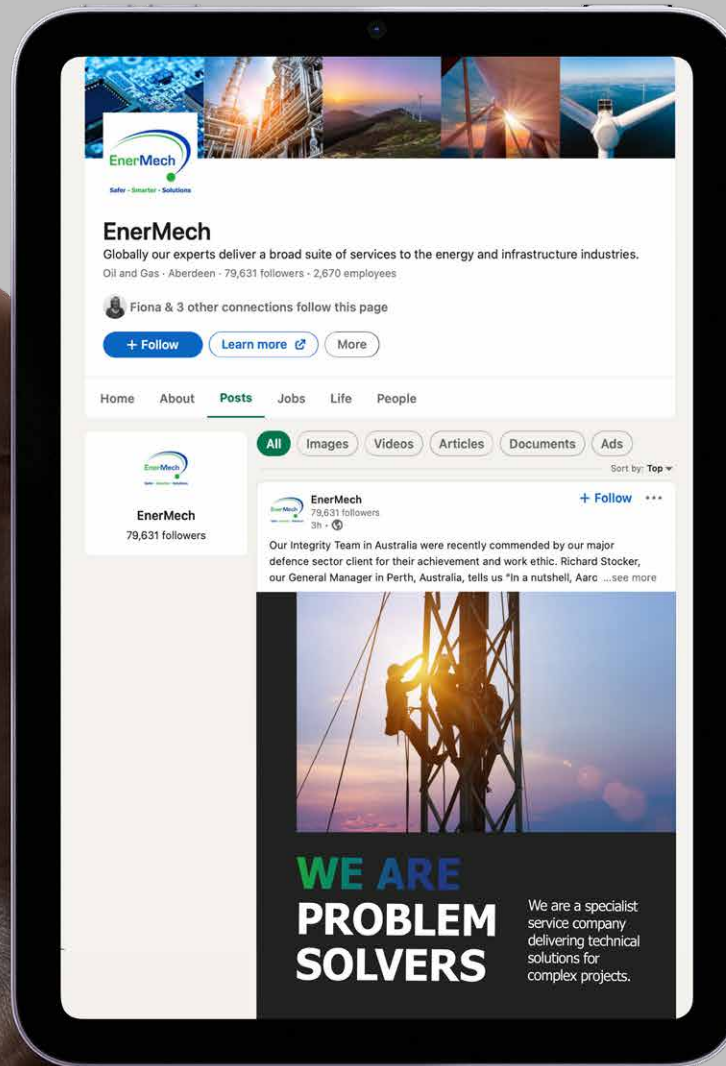 EnerMech
Safer - Smarter - Solutions
EnerMech
Globally our experts deliver a broad suite of services to the energy and infrastructure industries.
Oil and Gas · Aberdeen · 79,631 followers · 2,670 employees
Fiona & 3 other connections follow this page
+ Follow
Learn more
More
Home About Posts Jobs Life People
EnerMech
EnerMech
79,631 followers
All Images Videos Articles Documents Ads
Sort by: Top
EnerMech
EnerMech
79,631 followers
3h ·
+ Follow
Our Integrity Team in Australia were recently commended by our major
defence sector client for their achievement and work ethic. Richard Stocker,
our General Manager in Perth, Australia, tells us "In a nutshell, Aarc ...see more
WE ARE
PROBLEM
SOLVERS
We are a specialist
service company
delivering technical
solutions for
complex projects.